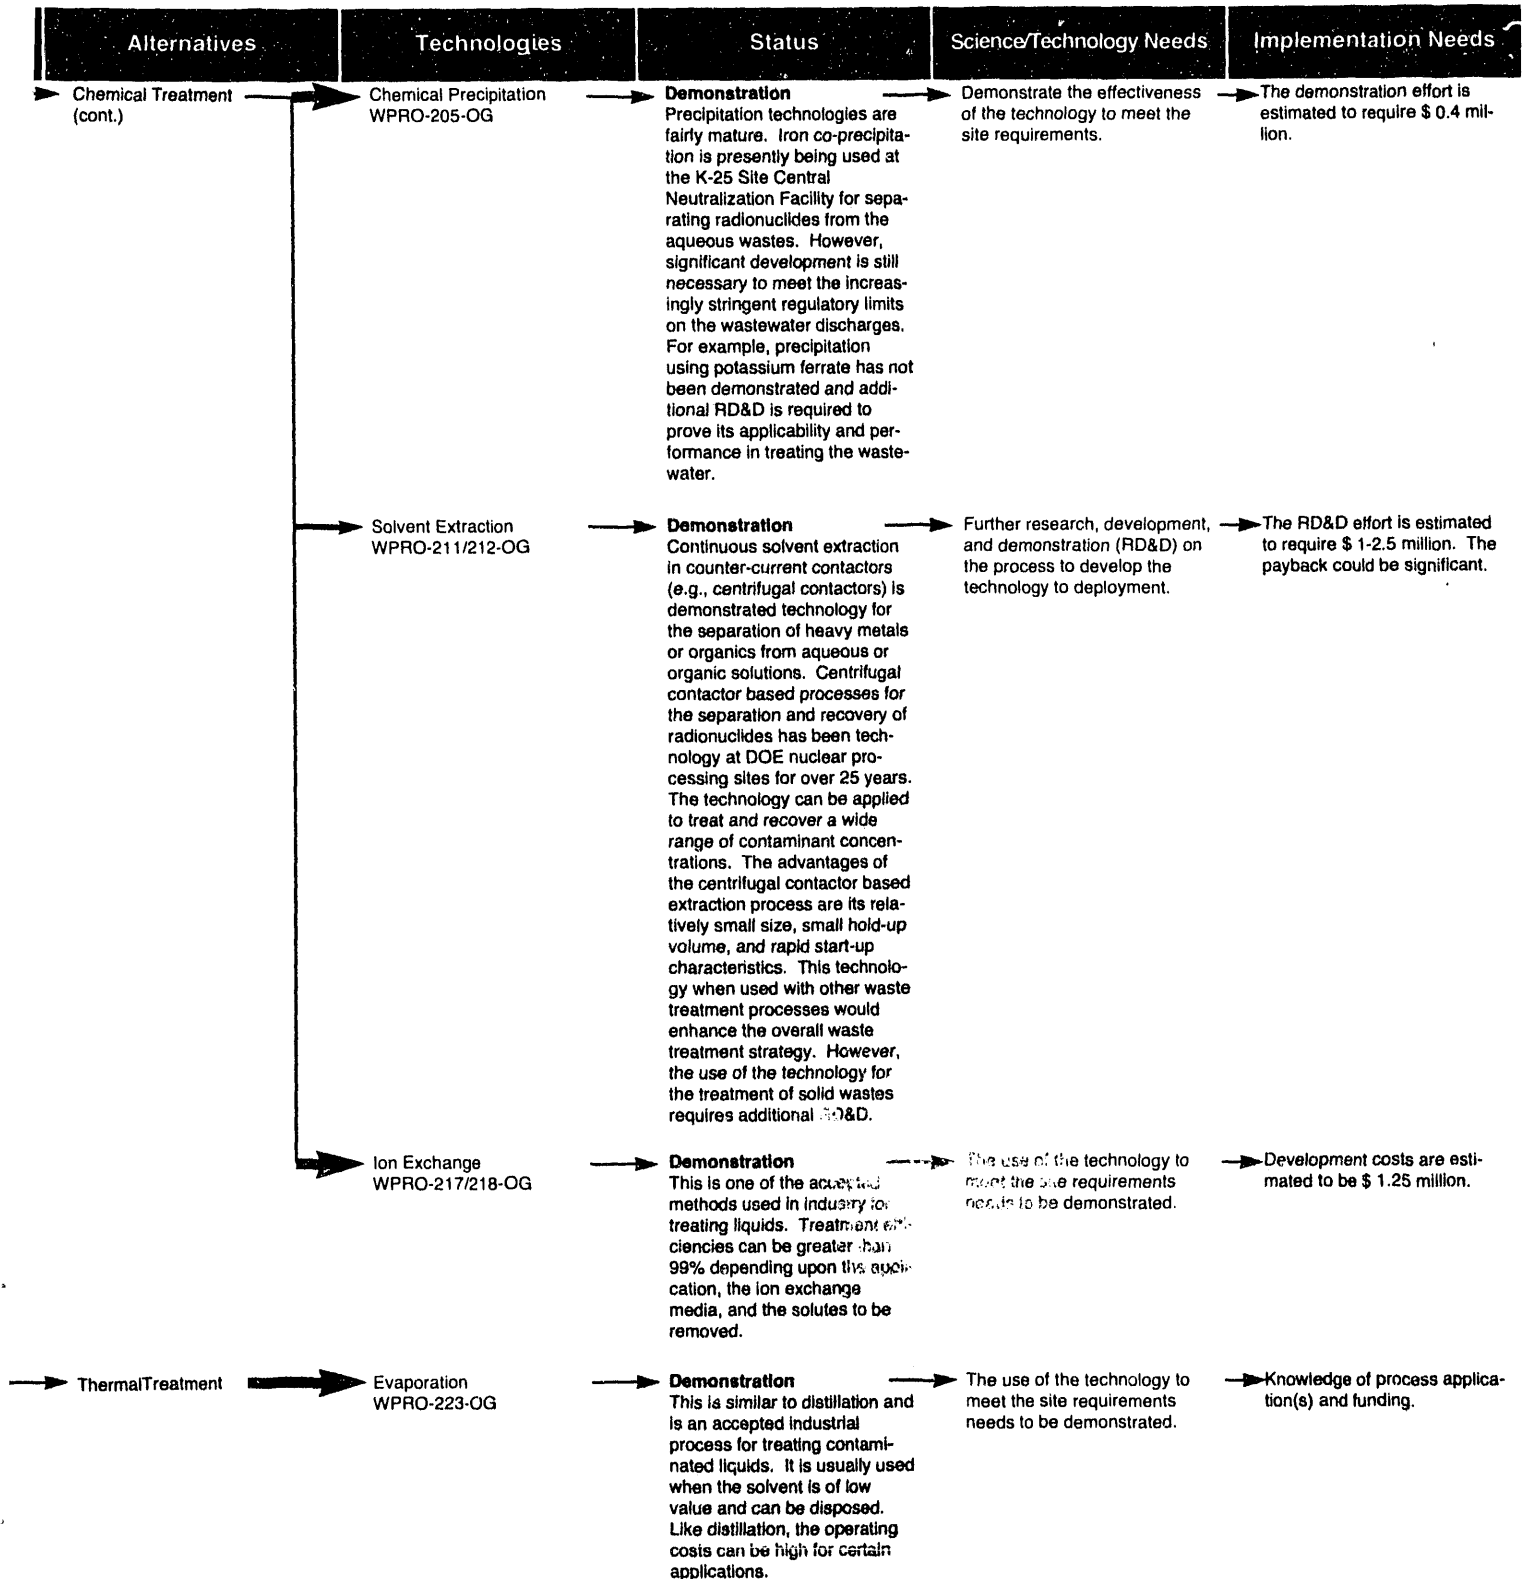 Alternatives
Technologies
Status
Science/Technology Needs
Implementation Needs
Chemical Treatment
(cont.)
Chemical Precipitation
WPRO-205-OG
Demonstration
Precipitation technologies are
fairly mature. Iron co-precipita-
tion is presently being used at
the K-25 Site Central
Neutralization Facility for sepa-
rating radionuclides from the
aqueous wastes. However,
significant development is still
necessary to meet the increas-
ingly stringent regulatory limits
on the wastewater discharges.
For example, precipitation
using potassium ferrate has not
been demonstrated and addi-
tional RD&D is required to
prove its applicability and per-
formance in treating the waste-
water.
Demonstrate the effectiveness
of the technology to meet the
site requirements.
The demonstration effort is
estimated to require $ 0.4 mil-
lion.
Solvent Extraction
WPRO-211/212-OG
Demonstration
Continuous solvent extraction
in counter-current contactors
(e.g., centrifugal contactors) is
demonstrated technology for
the separation of heavy metals
or organics from aqueous or
organic solutions. Centrifugal
contactor based processes for
the separation and recovery of
radionuclides has been tech-
nology at DOE nuclear pro-
cessing sites for over 25 years.
The technology can be applied
to treat and recover a wide
range of contaminant concen-
trations. The advantages of
the centrifugal contactor based
extraction process are its rela-
tively small size, small hold-up
volume, and rapid start-up
characteristics. This technolo-
gy when used with other waste
treatment processes would
enhance the overall waste
treatment strategy. However,
the use of the technology for
the treatment of solid wastes
requires additional RD&D.
Further research, development,
and demonstration (RD&D) on
the process to develop the
technology to deployment.
The RD&D effort is estimated
to require $ 1-2.5 million. The
payback could be significant.
Ion Exchange
WPRO-217/218-OG
Demonstration
This is one of the accepted
methods used in industry for
treating liquids. Treatment effi-
ciencies can be greater than
99% depending upon the appli-
cation, the ion exchange
media, and the solutes to be
removed.
The use of the technology to
meet the site requirements
needs to be demonstrated.
Development costs are esti-
mated to be $ 1.25 million.
ThermalTreatment
Evaporation
WPRO-223-OG
Demonstration
This is similar to distillation and
is an accepted industrial
process for treating contami-
nated liquids. It is usually used
when the solvent is of low
value and can be disposed.
Like distillation, the operating
costs can be high for certain
applications.
The use of the technology to
meet the site requirements
needs to be demonstrated.
Knowledge of process applica-
tion(s) and funding.